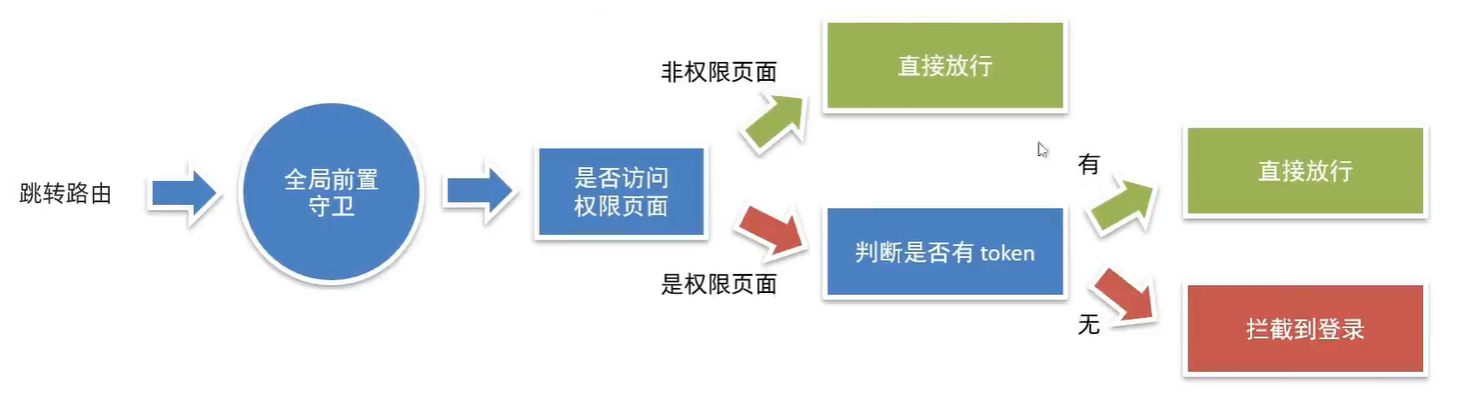 跳转路由
全局前置
守卫
是否访问
权限页面
非权限页面
直接放行
是权限页面
判断是否有 token
有
直接放行
无
拦截到登录